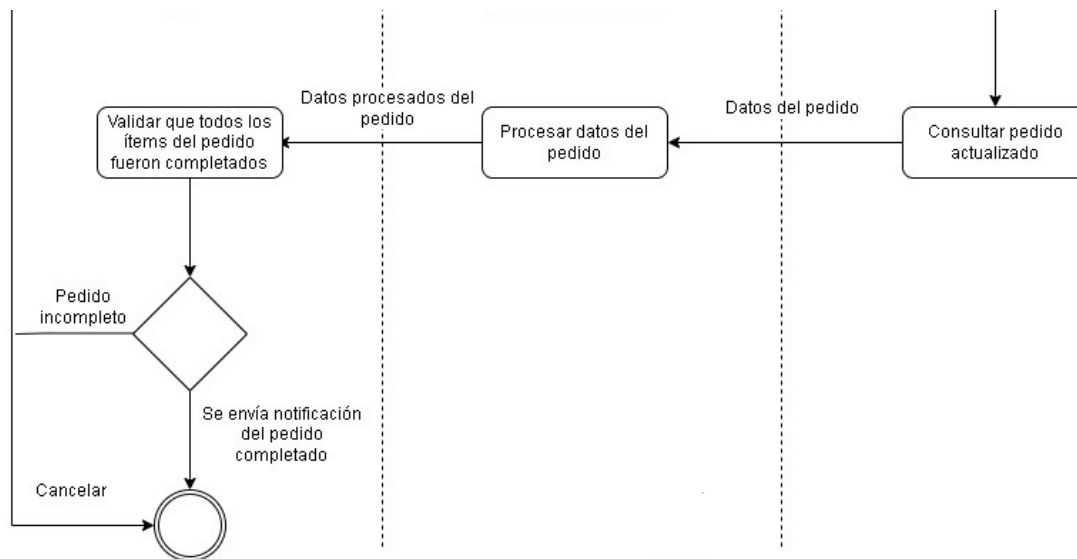 Datos procesados del
pedido
Datos del pedido
Validar que todos los
ítems del pedido
fueron completados
Procesar datos del
pedido
Consultar pedido
actualizado
Pedido
incompleto
Se envía notificación
del pedido
completado
Cancelar